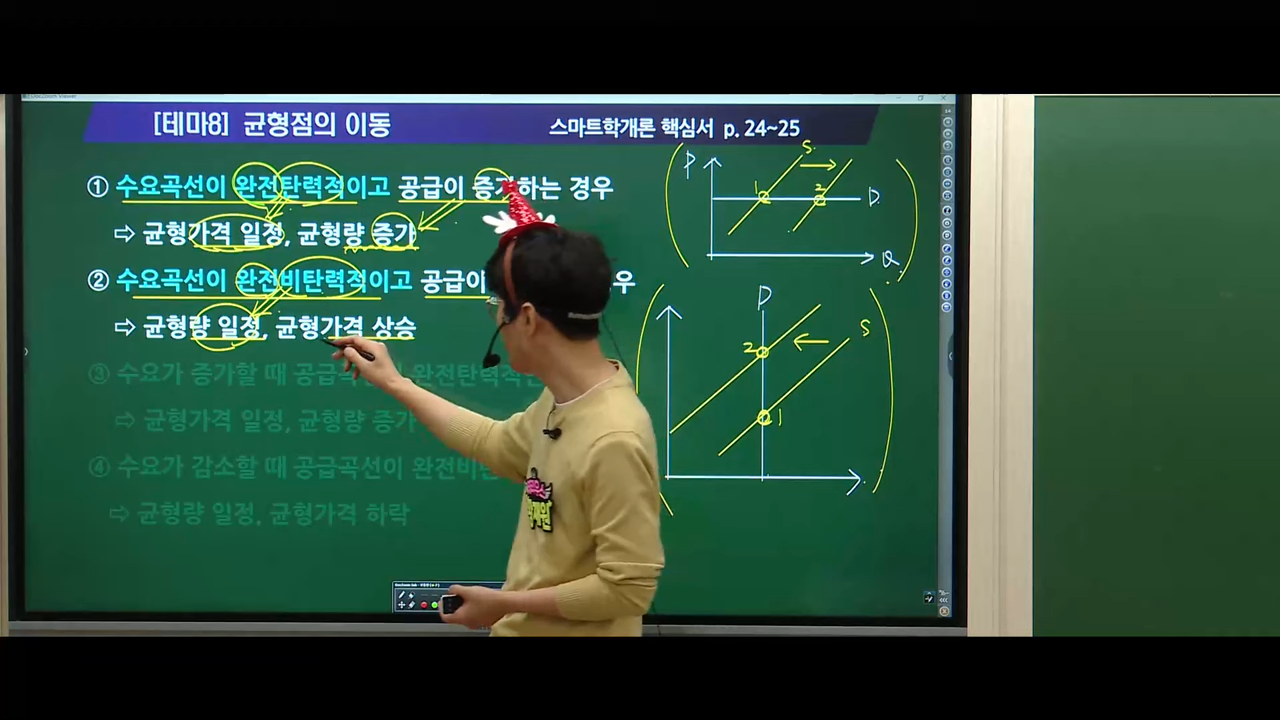 [테마8] 균형점의 이동
스마트학개론 핵심서 p. 24~25
① 수요곡선이 완전탄력적이고 공급이 증가하는 경우
⇨ 균형가격 일정, 균형량 증가
② 수요곡선이 완전비탄력적이고 공급이 우
⇨ 균형량 일정, 균형가격 상승
③ 수요가 증가할 때 공급곡선이 완전탄력적
⇨ 균형가격 일정, 균형량 증가
④ 수요가 감소할 때 공급곡선이 완전비탄
⇨ 균형량 일정, 균형가격 하락
P S
1 2 D
Q
D
S
2
1